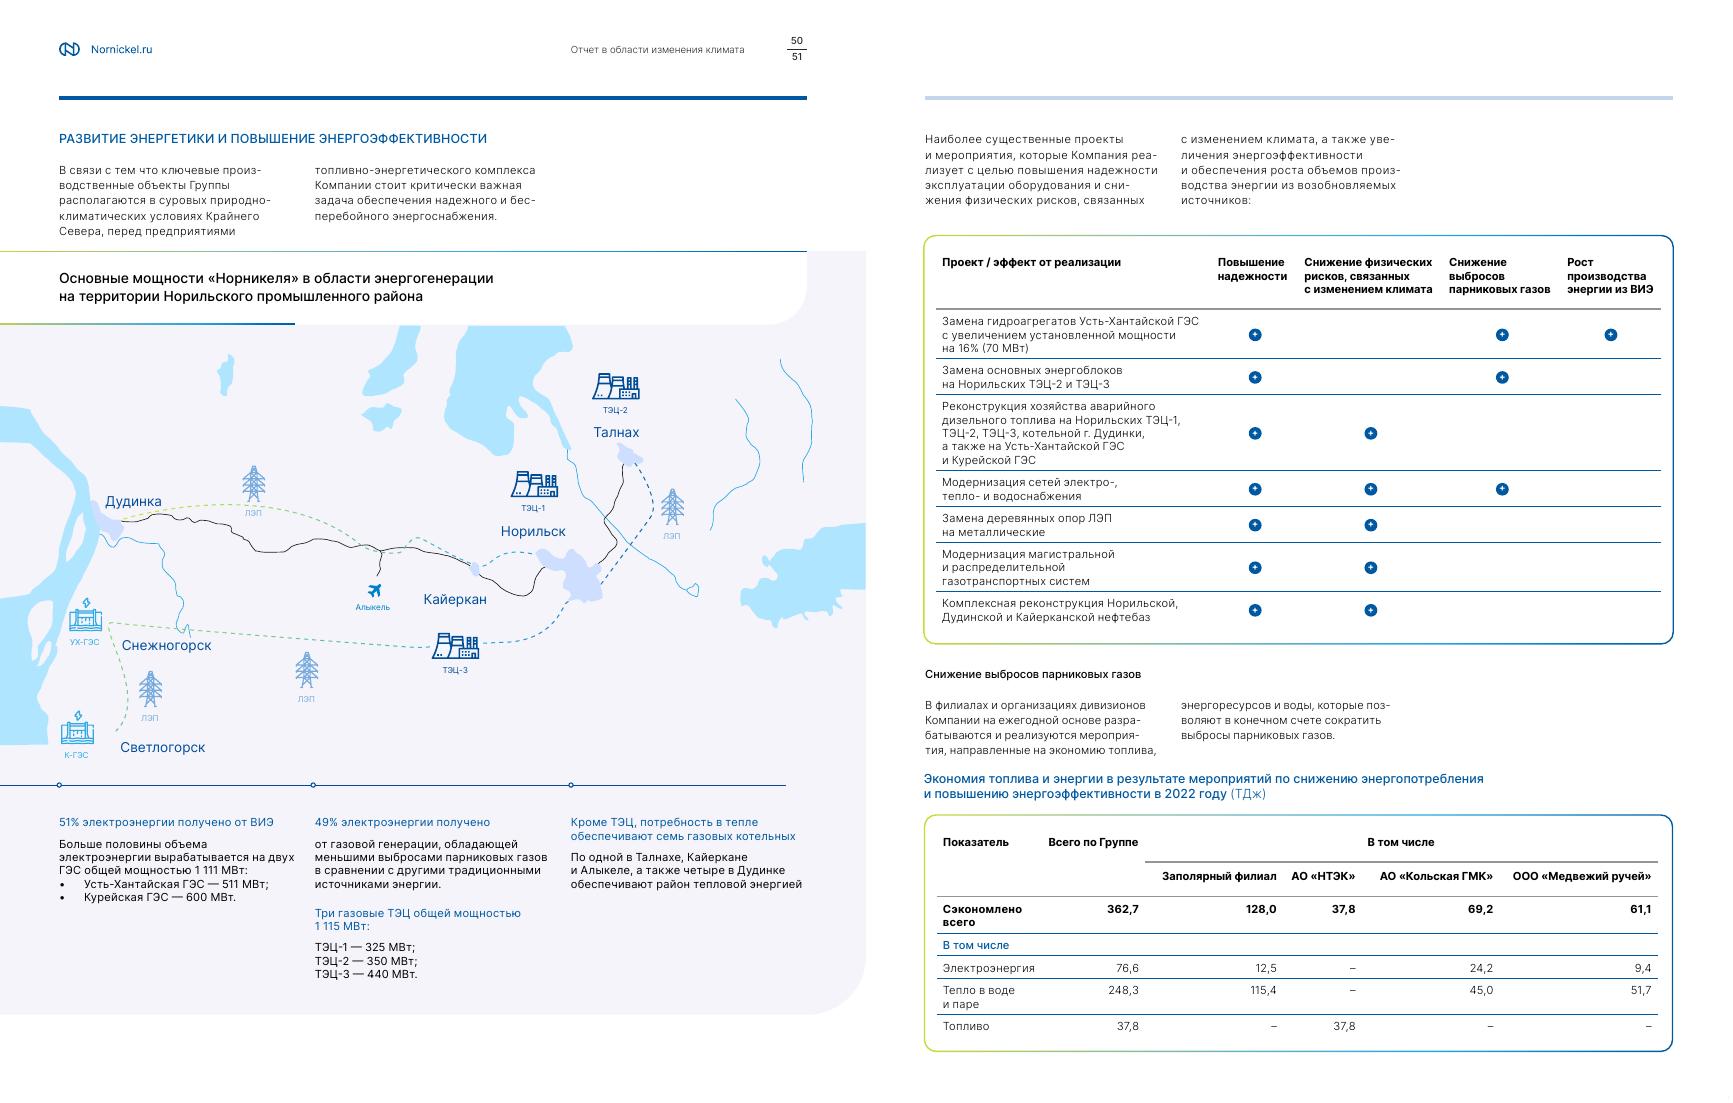 Nornickel.ru
Отчет в области изменения климата
50
51
РАЗВИТИЕ ЭНЕРГЕТИКИ И ПОВЫШЕНИЕ ЭНЕРГОЭФФЕКТИВНОСТИ
В связи с тем что ключевые произ-
водственные объекты Группы
располагаются в суровых природно-
климатических условиях Крайнего
Севера, перед предприятиями
топливно-энергетического комплекса
Компании стоит критически важная
задача обеспечения надежного и бес-
перебойного энергоснабжения.
Основные мощности «Норникеля» в области энергогенерации
на территории Норильского промышленного района
ТЭЦ-2
Талнах
ТЭЦ-1
Норильск
ЛЭП
Дудинка
ЛЭП
Алыкель
Кайеркан
УХ-ГЭС
Снежногорск
ТЭЦ-3
ЛЭП
ЛЭП
К-ГЭС
Светлогорск
51% электроэнергии получено от ВИЭ
Больше половины объема
электроэнергии вырабатывается на двух
ГЭС общей мощностью 1 111 МВт:
• Усть-Хантайская ГЭС — 511 МВт;
• Курейская ГЭС — 600 МВт.
49% электроэнергии получено
от газовой генерации, обладающей
меньшими выбросами парниковых газов
в сравнении с другими традиционными
источниками энергии.
Три газовые ТЭЦ общей мощностью
1 115 МВт:
ТЭЦ-1 — 325 МВт;
ТЭЦ-2 — 350 МВт;
ТЭЦ-3 — 440 МВт.
Кроме ТЭЦ, потребность в тепле
обеспечивают семь газовых котельных
По одной в Талнахе, Кайеркане
и Алыкеле, а также четыре в Дудинке
обеспечивают район тепловой энергией
Наиболее существенные проекты
и мероприятия, которые Компания реа-
лизует с целью повышения надежности
эксплуатации оборудования и сни-
жения физических рисков, связанных
с изменением климата, а также уве-
личения энергоэффективности
и обеспечения роста объемов произ-
водства энергии из возобновляемых
источников:
Проект / эффект от реализации
Повышение
надежности
Снижение физических
рисков, связанных
с изменением климата
Снижение
выбросов
парниковых газов
Рост
производства
энергии из ВИЭ
Замена гидроагрегатов Усть-Хантайской ГЭС
с увеличением установленной мощности
на 16% (70 МВт)
+ + +
Замена основных энергоблоков
на Норильских ТЭЦ-2 и ТЭЦ-3
+ +
Реконструкция хозяйства аварийного
дизельного топлива на Норильских ТЭЦ-1,
ТЭЦ-2, ТЭЦ-3, котельной г. Дудинки,
а также на Усть-Хантайской ГЭС
и Курейской ГЭС
+ +
Модернизация сетей электро-,
тепло- и водоснабжения
+ + +
Замена деревянных опор ЛЭП
на металлические
+ +
Модернизация магистральной
и распределительной
газотранспортных систем
+ +
Комплексная реконструкция Норильской,
Дудинской и Кайерканской нефтебаз
+ +
Снижение выбросов парниковых газов
В филиалах и организациях дивизионов
Компании на ежегодной основе разра-
батываются и реализуются мероприя-
тия, направленные на экономию топлива,
энергоресурсов и воды, которые поз-
воляют в конечном счете сократить
выбросы парниковых газов.
Экономия топлива и энергии в результате мероприятий по снижению энергопотребления
и повышению энергоэффективности в 2022 году (ТДж)
Показатель Всего по Группе В том числе
Заполярный филиал АО «НТЭК» АО «Кольская ГМК» ООО «Медвежий ручей»
Сэкономлено
всего
362,7 128,0 37,8 69,2 61,1
В том числе
Электроэнергия 76,6 12,5 – 24,2 9,4
Тепло в воде
и паре
248,3 115,4 – 45,0 51,7
Топливо 37,8 – 37,8 – –